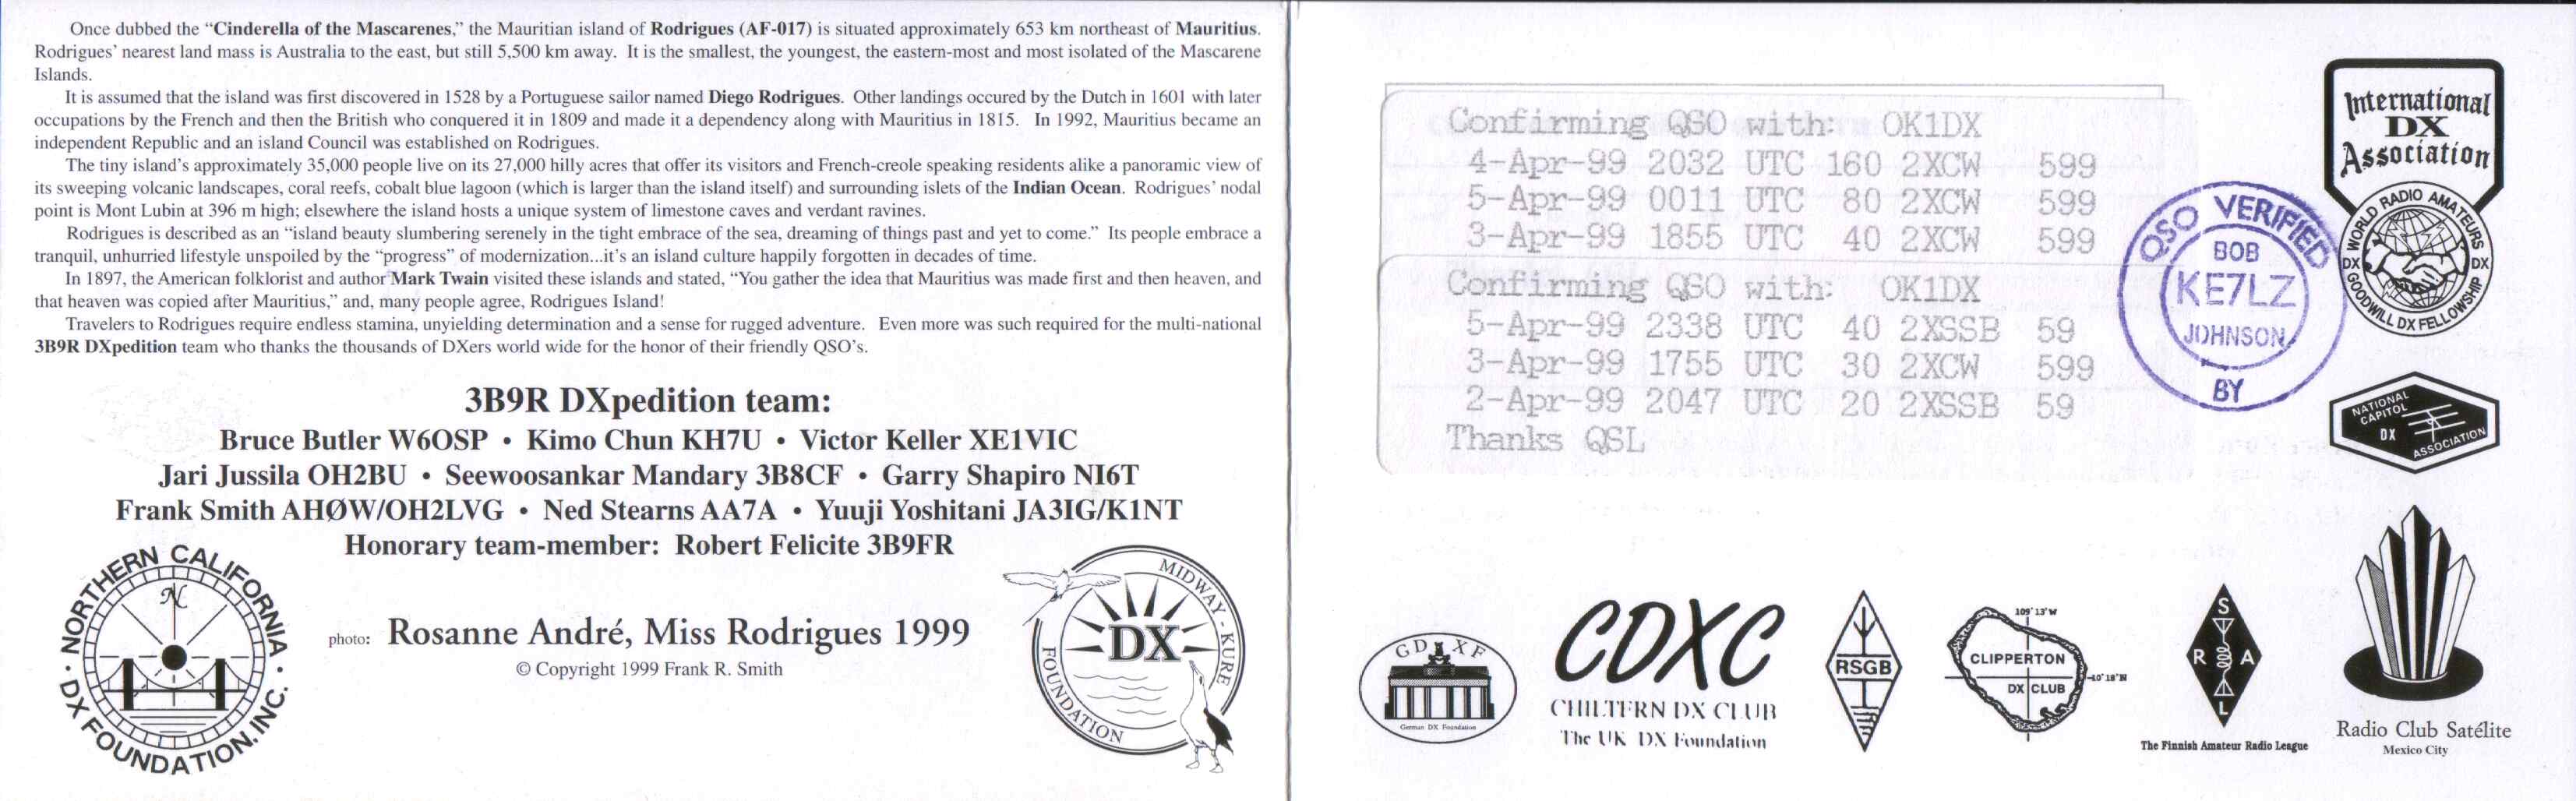 Once dubbed the “Cinderella of the Mascarenes,” the Mauritian island of Rodrigues (AF-017) is situated approximately 653 km northeast of Mauritius.
Rodrigues’ nearest land mass is Australia to the east, but still 5,500 km away. It is the smallest, the youngest, the eastern-most and most isolated of the Mascarene
Islands.
It is assumed that the island was first discovered in 1528 by a Portuguese sailor named Diego Rodrigues. Other landings occured by the Dutch in 1601 with later
occupations by the French and then the British who conquered it in 1809 and made it a dependency along with Mauritius in 1815. In 1992, Mauritius became an
independent Republic and an island Council was established on Rodrigues.
The tiny island’s approximately 35,000 people live on its 27,000 hilly acres that offer its visitors and French-creole speaking residents alike a panoramic view of
its sweeping volcanic landscapes, coral reefs, cobalt blue lagoon (which is larger than the island itself) and surrounding islets of the Indian Ocean. Rodrigues’ nodal
point is Mont Lubin at 396 m high; elsewhere the island hosts a unique system of limestone caves and verdant ravines.
Rodrigues is described as an “island beauty slumbering serenely in the tight embrace of the sea, dreaming of things past and yet to come.” Its people embrace a
tranquil, unhurried lifestyle unspoiled by the “progress” of modernization...it’s an island culture happily forgotten in decades of time.
In 1897, the American folklorist and author Mark Twain visited these islands and stated, “You gather the idea that Mauritius was made first and then heaven, and
that heaven was copied after Mauritius,” and, many people agree, Rodrigues Island!
Travelers to Rodrigues require endless stamina, unyielding determination and a sense for rugged adventure. Even more was such required for the multi-national
3B9R DXpedition team who thanks the thousands of DXers world wide for the honor of their friendly QSO’s.
3B9R DXpedition team:
Bruce Butler W6OSP • Kimo Chun KH7U • Victor Keller XE1VIC
Jari Jussila OH2BU • Seewoosankar Mandary 3B8CF • Garry Shapiro NI6T
Frank Smith AHØW/OH2LVG • Ned Stearns AA7A • Yuuji Yoshitani JA3IG/K1NT
Honorary team-member: Robert Felicite 3B9FR
photo: Rosanne André, Miss Rodrigues 1999
© Copyright 1999 Frank R. Smith
NORTHERN CALIFORNIA
N
DX FOUNDATION, INC.
MIDWAY - KURE
DX
FOUNDATION
Confirming QSO with: OK1DX
4-Apr-99 2032 UTC 160 2XCW 599
5-Apr-99 0011 UTC 80 2XCW 599
3-Apr-99 1855 UTC 40 2XCW 599
Confirming QSO with: OK1DX
5-Apr-99 2338 UTC 40 2XSSB 59
3-Apr-99 1755 UTC 30 2XCW 599
2-Apr-99 2047 UTC 20 2XSSB 59
Thanks QSL
QSO VERIFIED
BOB
KE7LZ
JOHNSON
BY
International
DX
Association
WORLD RADIO AMATEURS
DX DX
GOODWILL DX FELLOWSHIP
NATIONAL
CAPITOL
DX
ASSOCIATION
GDXF
German DX Foundation
CDXC
CHILTERN DX CLUB
The UK DX Foundation
RSGB
109° 13' W
CLIPPERTON
DX CLUB
10° 18' N
S
R A
L
The Finnish Amateur Radio League
Radio Club Satélite
Mexico City